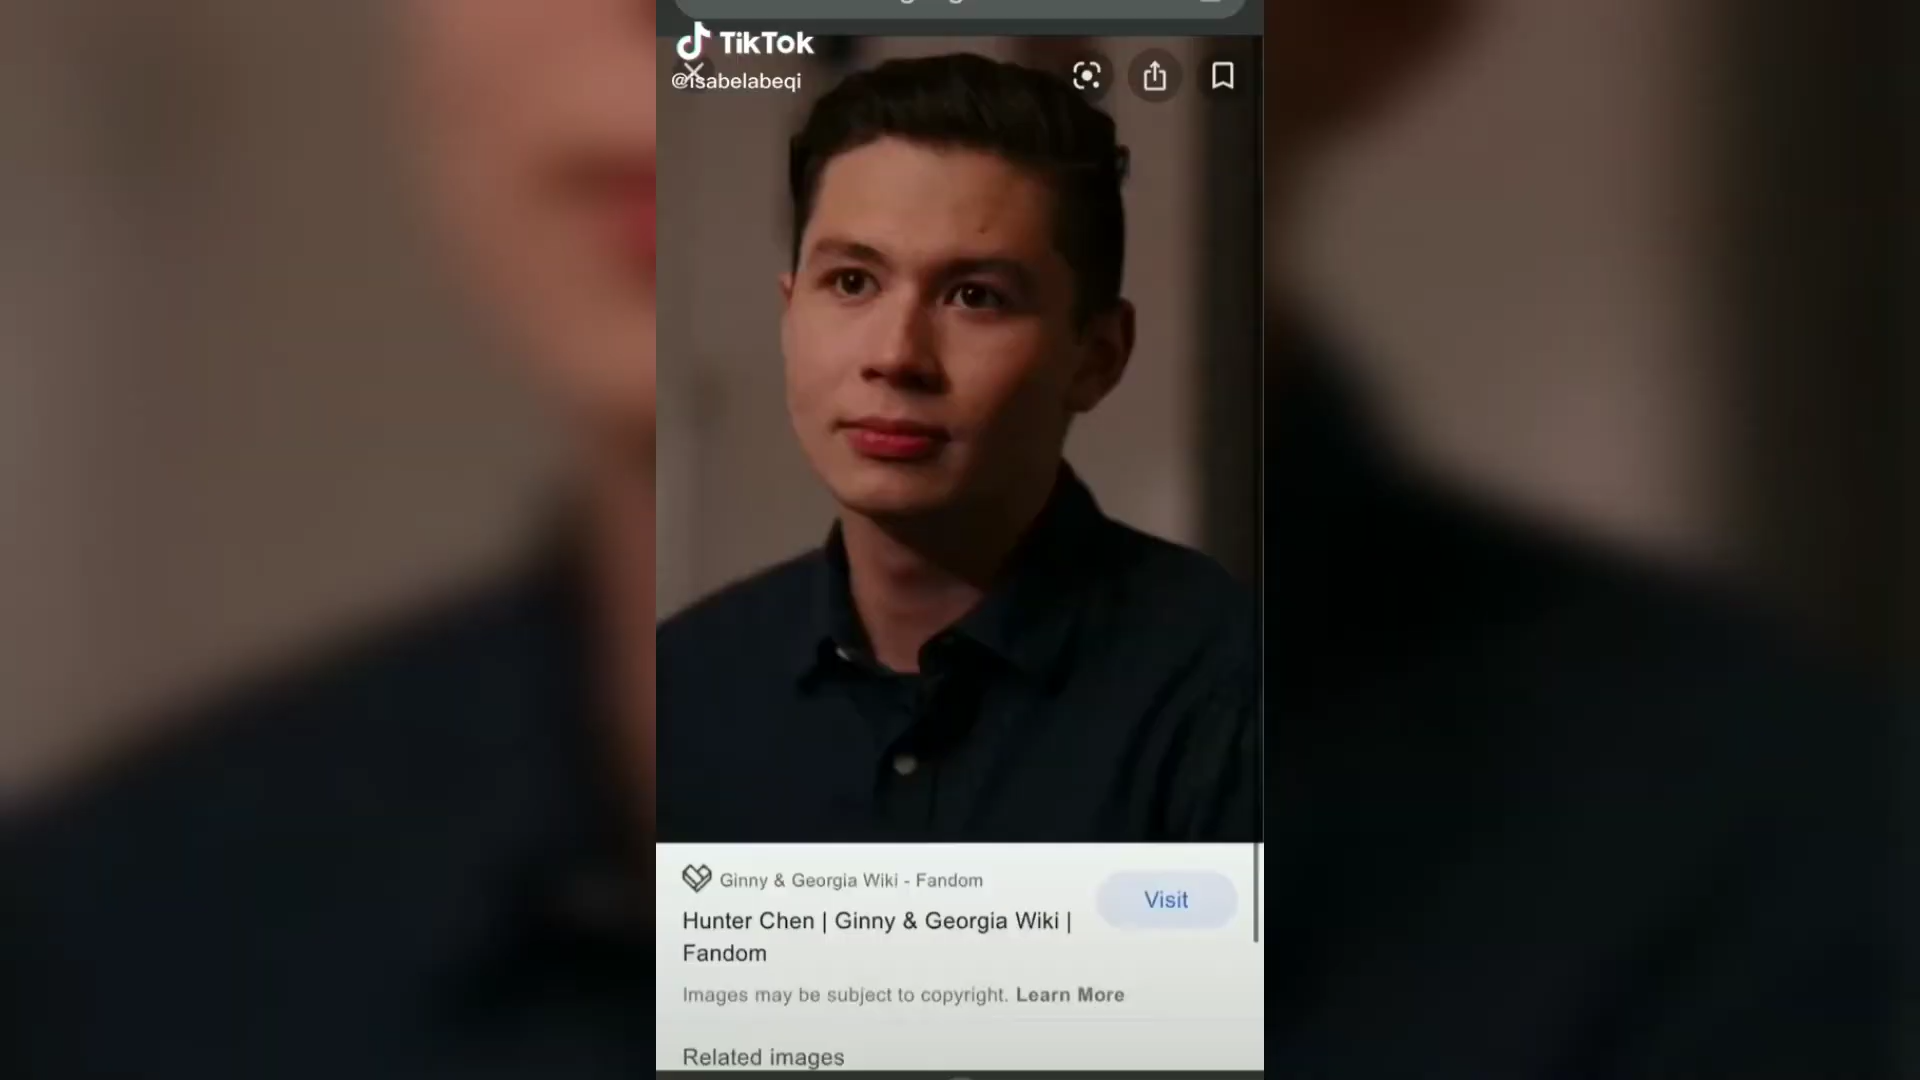 TikTok
@isabelabeqi
Ginny & Georgia Wiki - Fandom
Visit
Hunter Chen | Ginny & Georgia Wiki |
Fandom
Images may be subject to copyright. Learn More
Related images